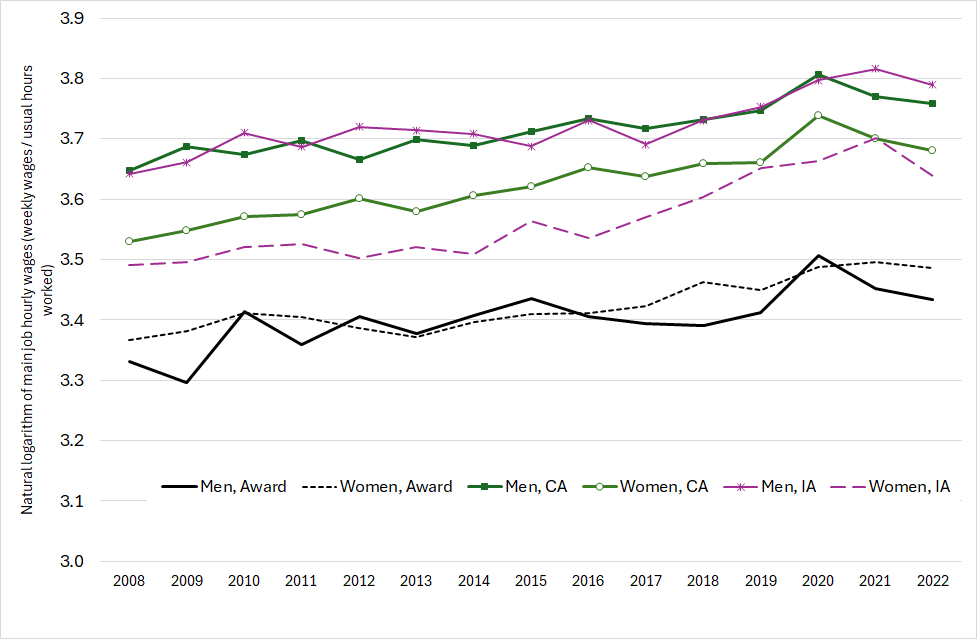 3.9
3.8
3.7
3.6
3.5
3.4
3.3
3.2
3.1
3.0
Natural logarithm of main job hourly wages (weekly wages / usual hours
worked)
Men, Award Women, Award Men, CA Women, CA Men, IA Women, IA
2008 2009 2010 2011 2012 2013 2014 2015 2016 2017 2018 2019 2020 2021 2022